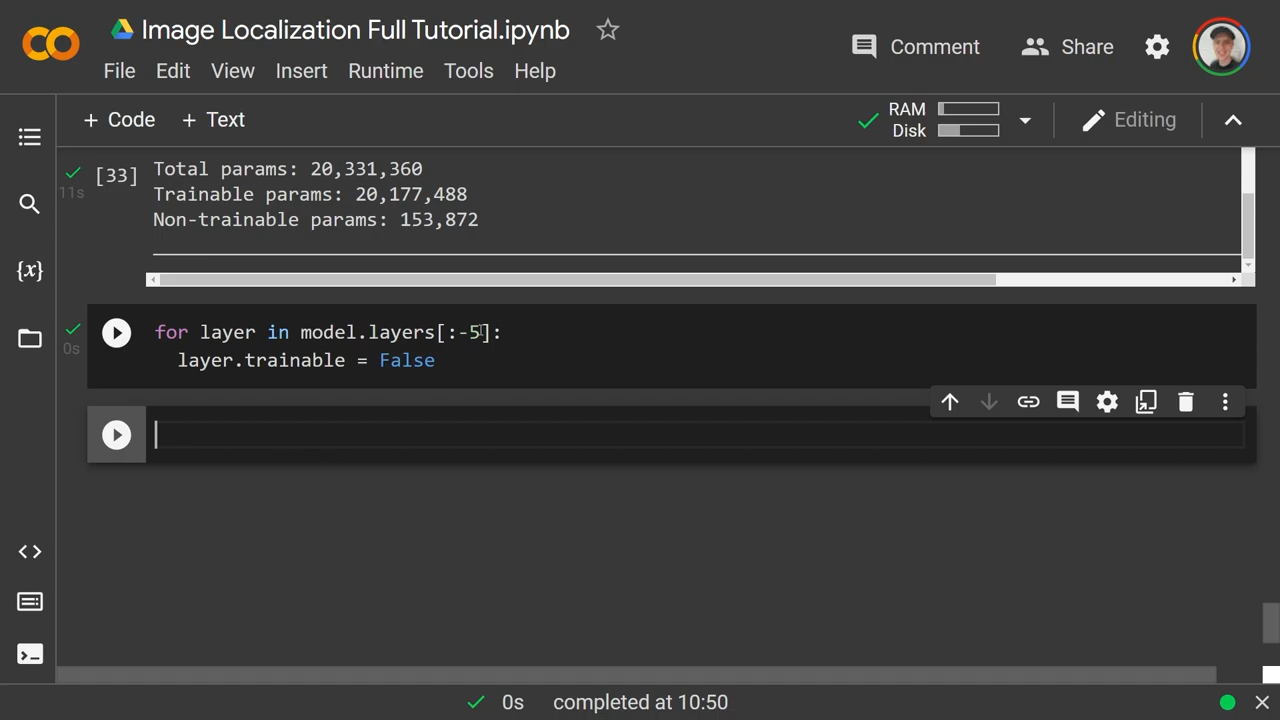 Image Localization Full Tutorial.ipynb
Comment
Share
File Edit View Insert Runtime Tools Help
+ Code + Text
RAM
Disk
Editing
[33]
11s
Total params: 20,331,360
Trainable params: 20,177,488
Non-trainable params: 153,872
{x}
0s
for layer in model.layers[:-5]:
layer.trainable = False
0s completed at 10:50